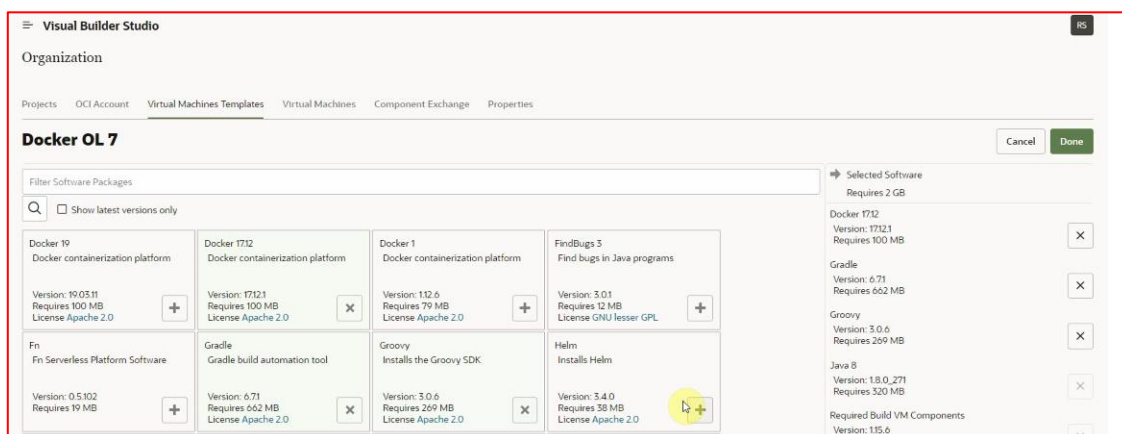 Visual Builder Studio
RS
Organization
Projects OCI Account Virtual Machines Templates Virtual Machines Component Exchange Properties
Docker OL 7
Cancel Done
Filter Software Packages
Show latest versions only
Docker 19
Docker containerization platform
Version: 19.03.11
Requires 100 MB
License Apache 2.0
Docker 17.12
Docker containerization platform
Version: 17.12.1
Requires 100 MB
License Apache 2.0
Docker 1
Docker containerization platform
Version: 1.12.6
Requires 79 MB
License Apache 2.0
FindBugs 3
Find bugs in Java programs
Version: 3.0.1
Requires 12 MB
License GNU lesser GPL
Fn
Fn Serverless Platform Software
Version: 0.5.102
Requires 19 MB
Gradle
Gradle build automation tool
Version: 6.7.1
Requires 662 MB
License Apache 2.0
Groovy
Installs the Groovy SDK
Version: 3.0.6
Requires 269 MB
License Apache 2.0
Helm
Installs Helm
Version: 3.4.0
Requires 38 MB
License Apache 2.0
Selected Software
Requires 2 GB
Docker 17.12
Version: 17.12.1
Requires 100 MB
Gradle
Version: 6.7.1
Requires 662 MB
Groovy
Version: 3.0.6
Requires 269 MB
Java 8
Version: 1.8.0_271
Requires 320 MB
Required Build VM Components
Version: 1.15.6